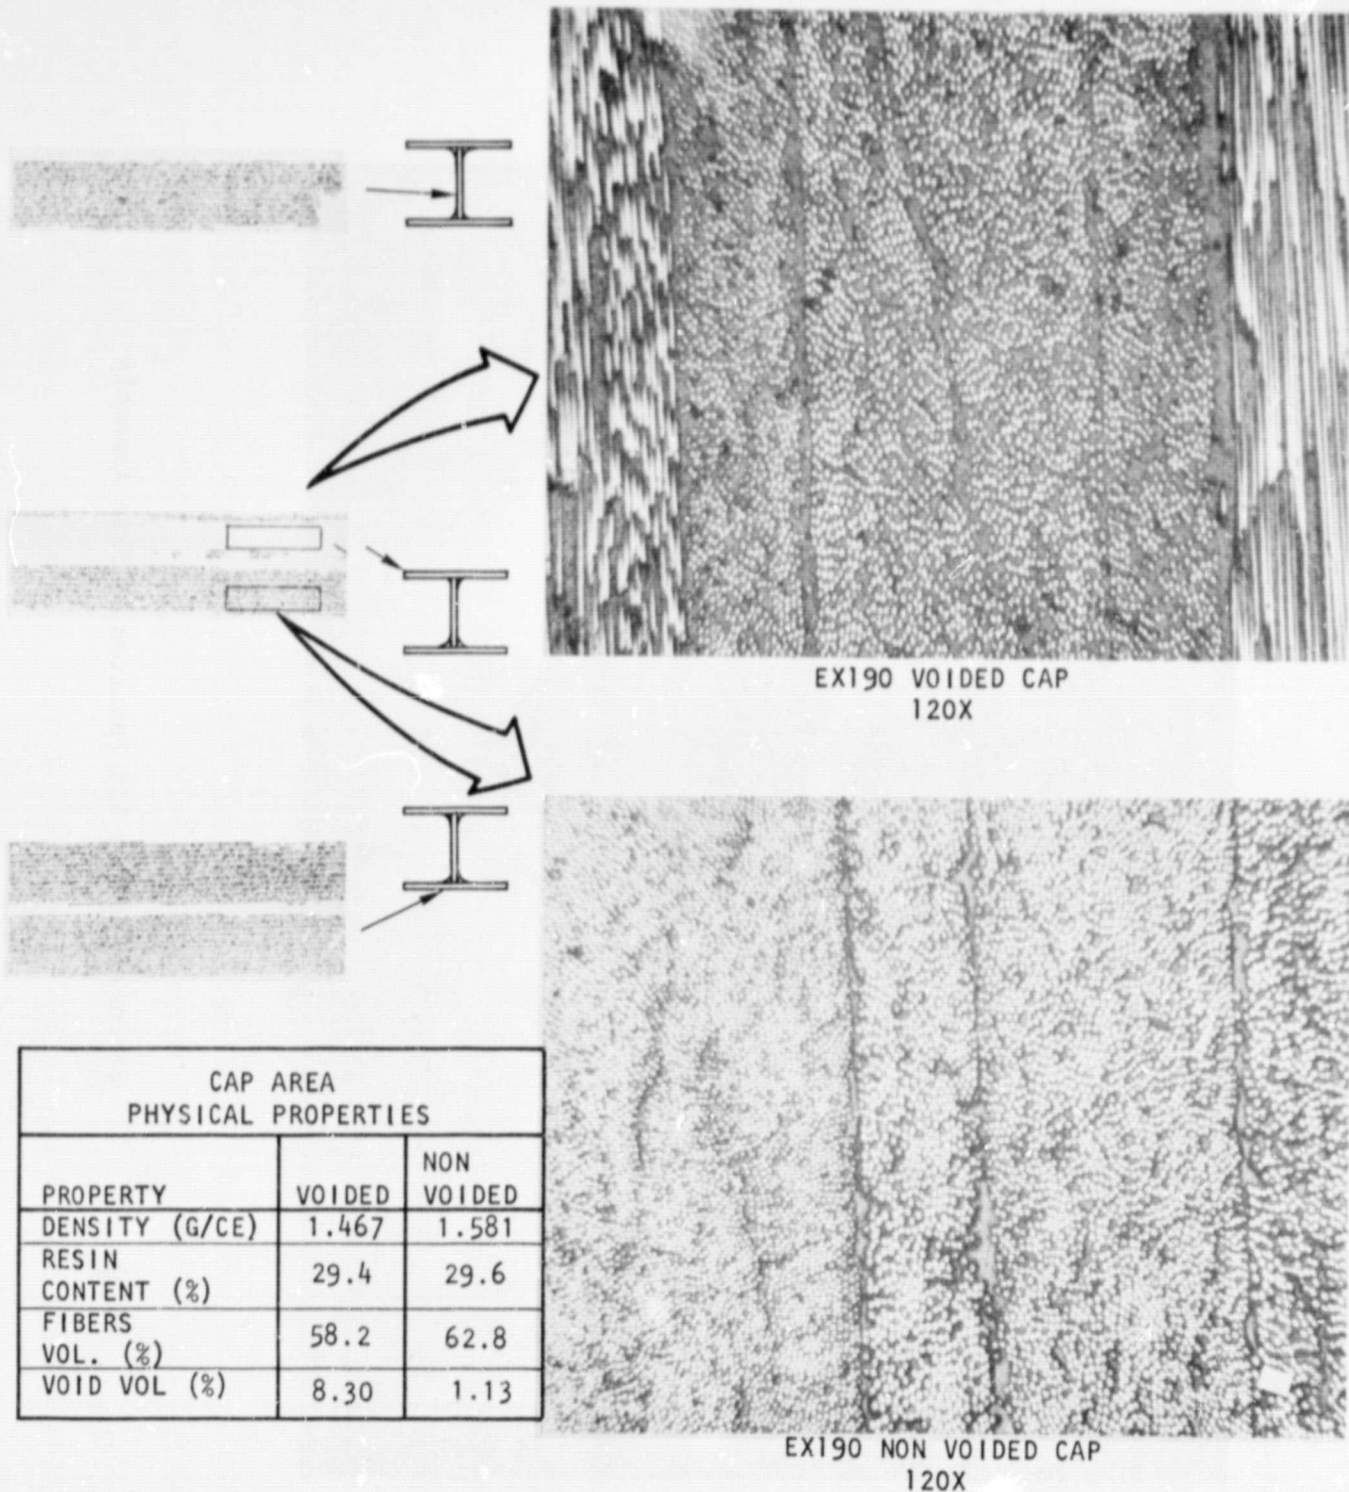 EX190 VOIDED CAP
120X
CAP AREA
PHYSICAL PROPERTIES
PROPERTY VOIDED NON VOIDED
DENSITY (G/CE) 1.467 1.581
RESIN CONTENT (%) 29.4 29.6
FIBERS VOL. (%) 58.2 62.8
VOID VOL (%) 8.30 1.13
EX190 NON VOIDED CAP
120X